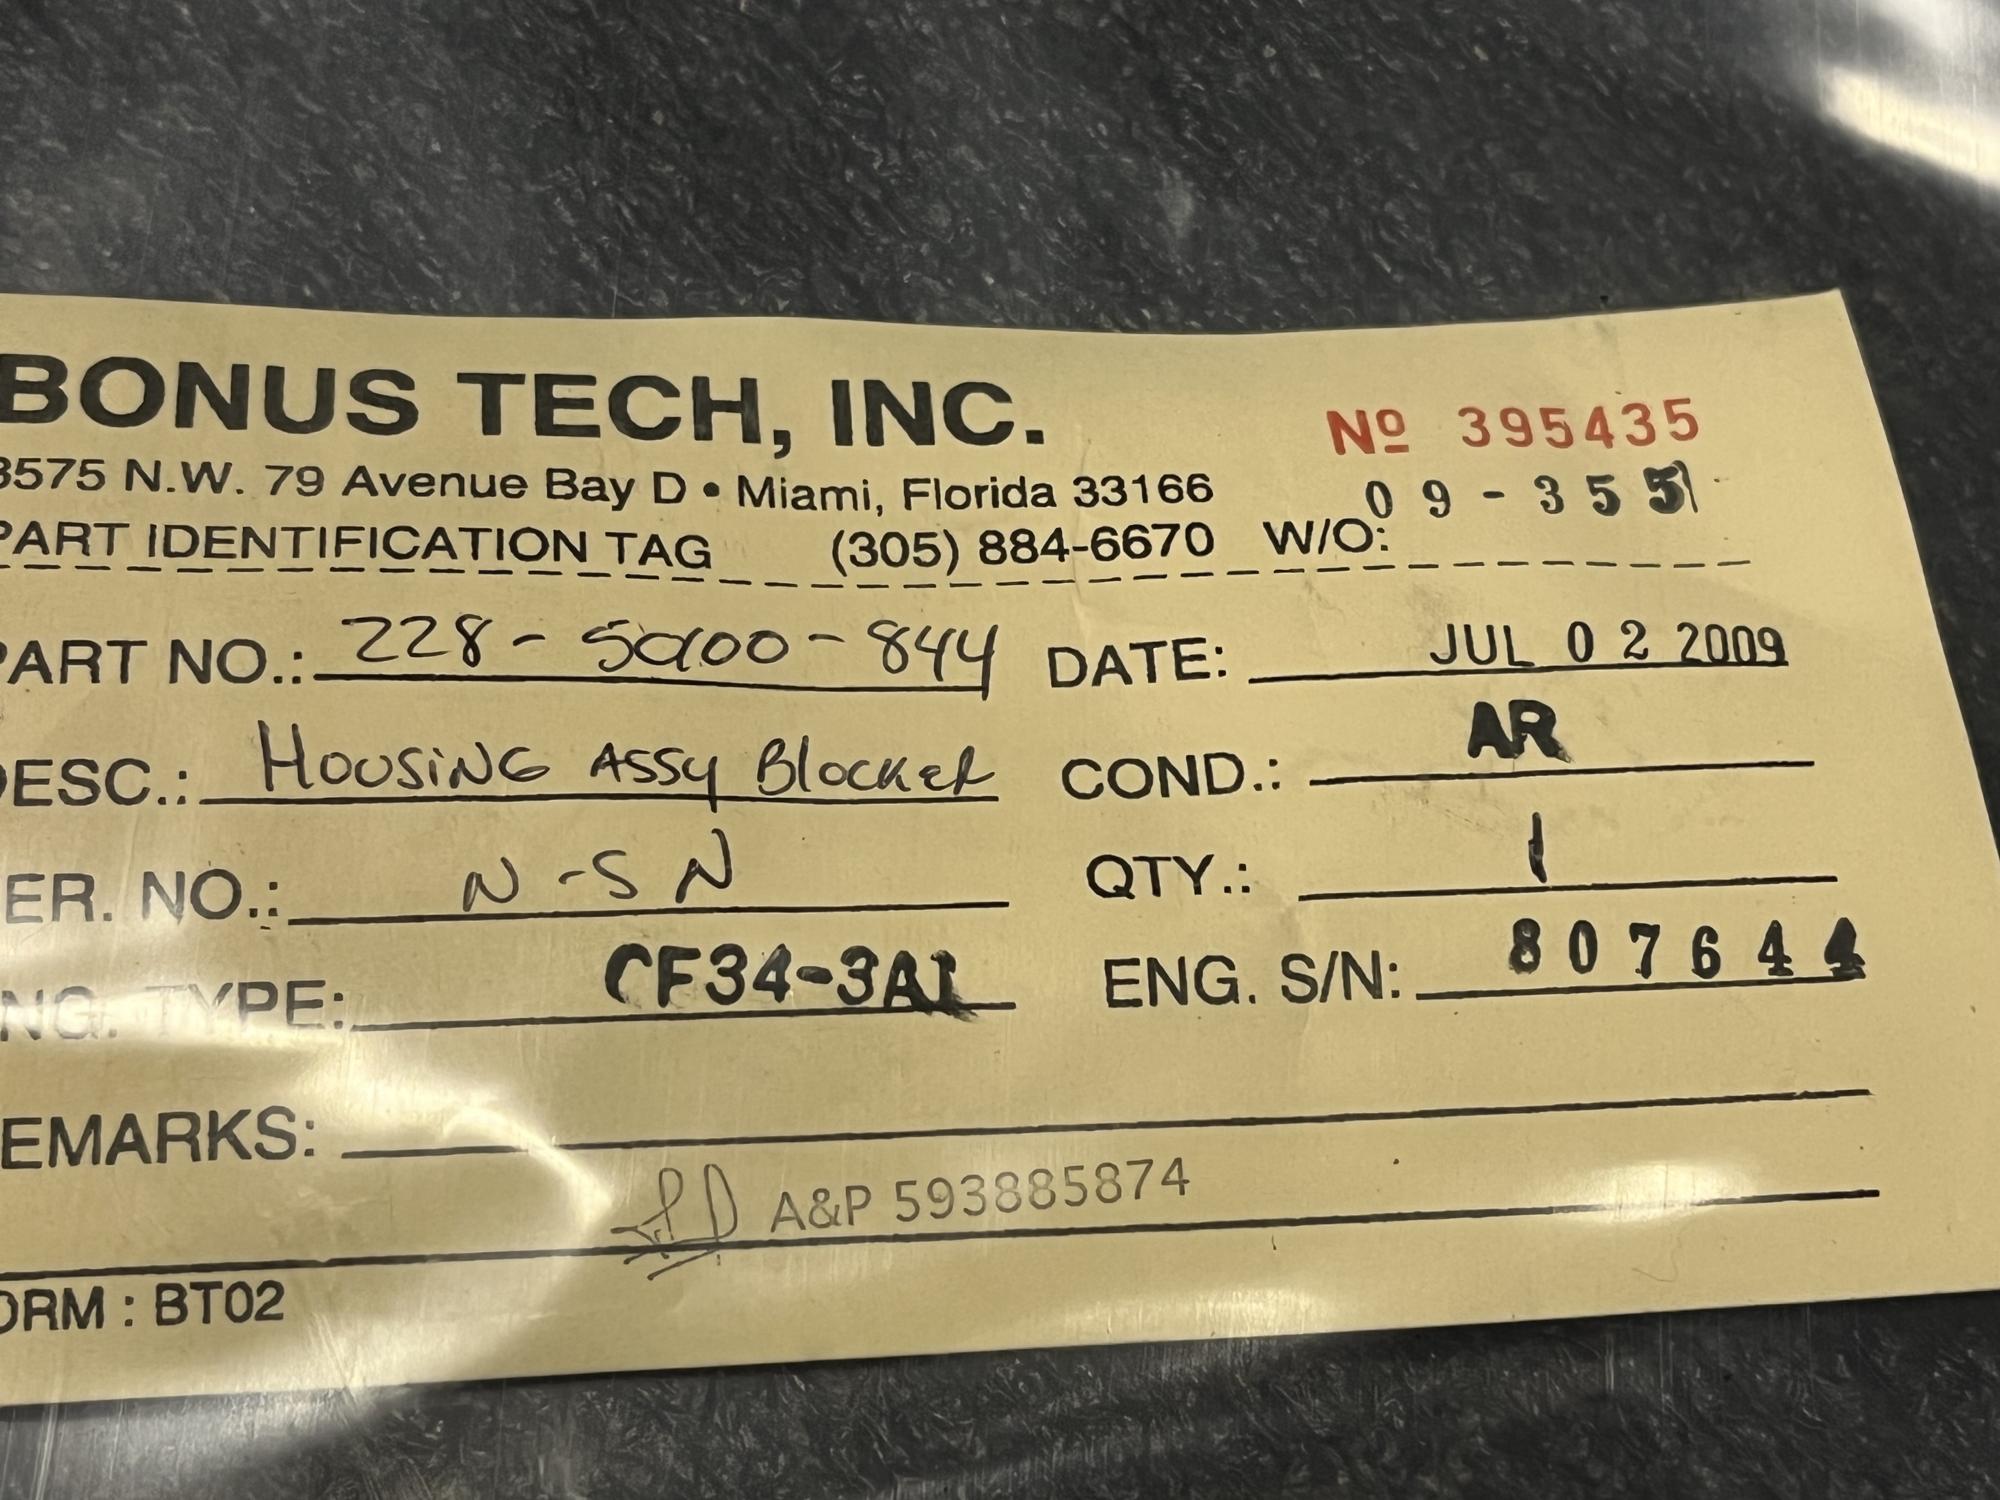 BONUS TECH, INC.
Nº 395435
3575 N.W. 79 Avenue Bay D • Miami, Florida 33166
09-355
PART IDENTIFICATION TAG (305) 884-6670 W/O:
PART NO.: 228-50100-844 DATE: JUL 02 2009
DESC.: HOUSING ASSY Blocker COND.: AR
ER. NO.: N-SN QTY.: 1
NG. TYPE: CF34-3A1 ENG. S/N: 807644
EMARKS:
A&P 593885874
ORM : BT02